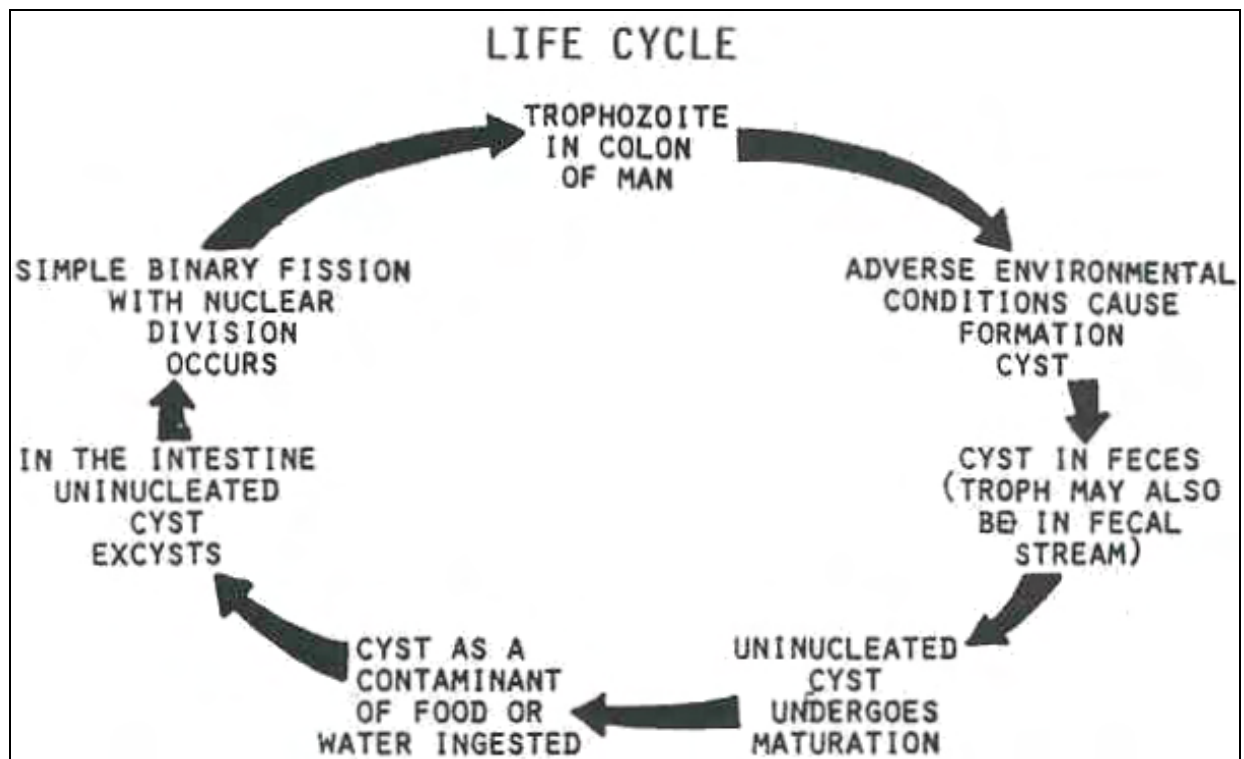 LIFE CYCLE
TROPHOZOITE
IN COLON
OF MAN
ADVERSE ENVIRONMENTAL
CONDITIONS CAUSE
FORMATION
CYST
CYST IN FECES
(TROPH MAY ALSO
BE IN FECAL
STREAM)
UNINUCLEATED
CYST
UNDERGOES
MATURATION
CYST AS A
CONTAMINANT
OF FOOD OR
WATER INGESTED
IN THE INTESTINE
UNINUCLEATED
CYST
EXCYSTS
SIMPLE BINARY FISSION
WITH NUCLEAR
DIVISION
OCCURS